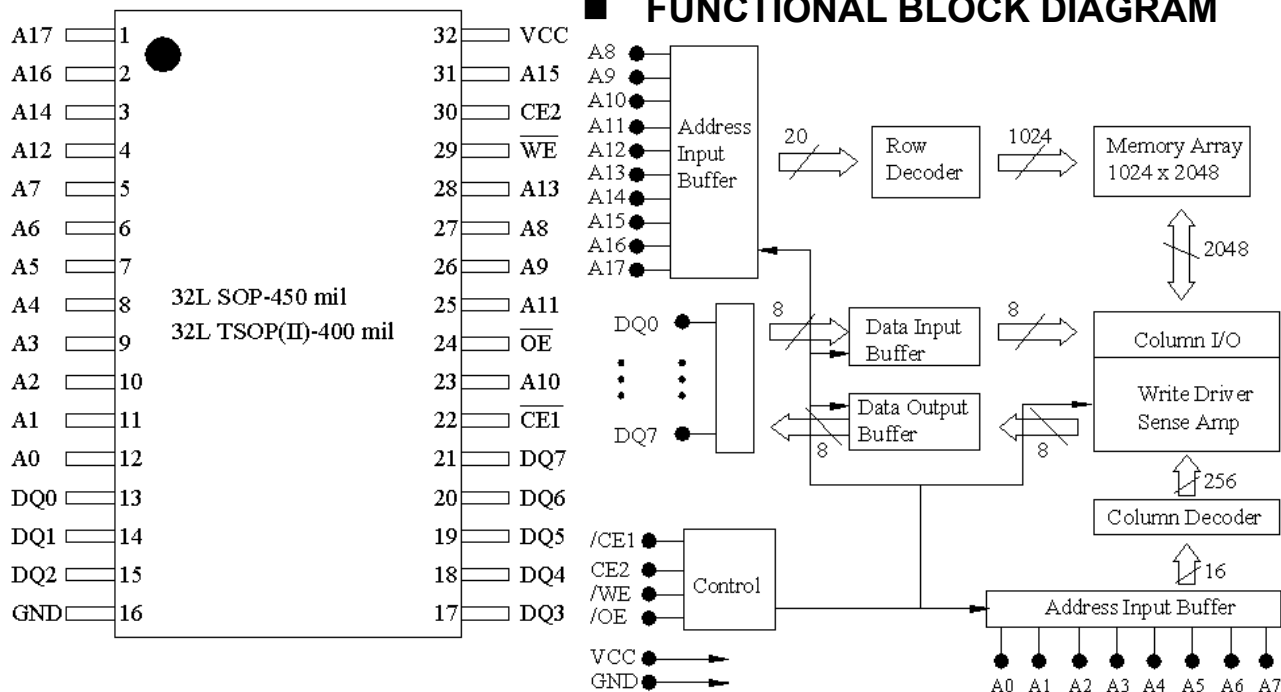 ■ FUNCTIONAL BLOCK DIAGRAM
A17 1 32 VCC
A16 2 31 A15
A14 3 30 CE2
A12 4 29 W̅E̅
A7 5 28 A13
A6 6 27 A8
A5 7 26 A9
A4 8 25 A11
A3 9 24 O̅E̅
A2 10 23 A10
A1 11 22 C̅E̅1̅
A0 12 21 DQ7
DQ0 13 20 DQ6
DQ1 14 19 DQ5
DQ2 15 18 DQ4
GND 16 17 DQ3
32L SOP-450 mil
32L TSOP(II)-400 mil
A8
A9
A10
A11
A12
A13
A14
A15
A16
A17
Address
Input
Buffer
20
Row
Decoder
1024
Memory Array
1024 x 2048
2048
DQ0
DQ7
8
Data Input
Buffer
8
Column I/O
Write Driver
Sense Amp
Data Output
Buffer
8
8
256
Column Decoder
16
/CE1
CE2
/WE
/OE
Control
Address Input Buffer
VCC
GND
A0 A1 A2 A3 A4 A5 A6 A7